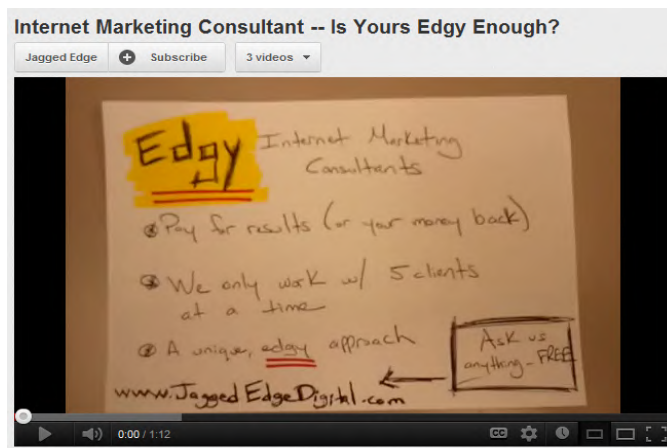 Internet Marketing Consultant -- Is Yours Edgy Enough?
Jagged Edge Subscribe 3 videos
Edgy Internet Marketing
Consultants
Pay for results (or your money back)
We only work w/ 5 clients
at a time
A unique, edgy approach
Ask us
anything - FREE
www.JaggedEdgeDigital.com
0:00 / 1:12
CC